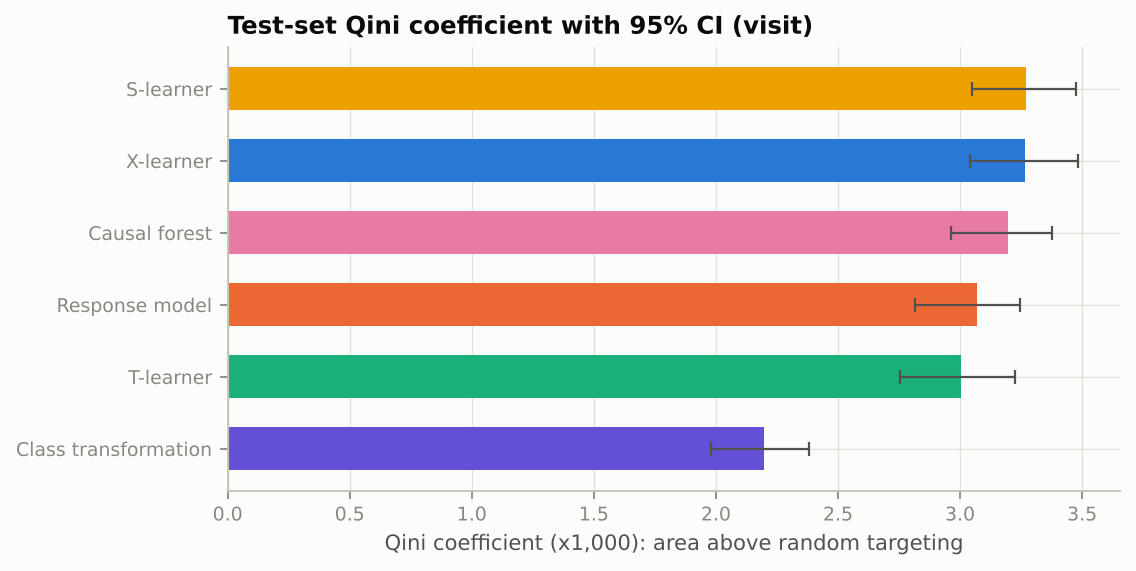 Test-set Qini coefficient with 95% CI (visit)
S-learner
X-learner
Causal forest
Response model
T-learner
Class transformation
0.0 0.5 1.0 1.5 2.0 2.5 3.0 3.5
Qini coefficient (x1,000): area above random targeting